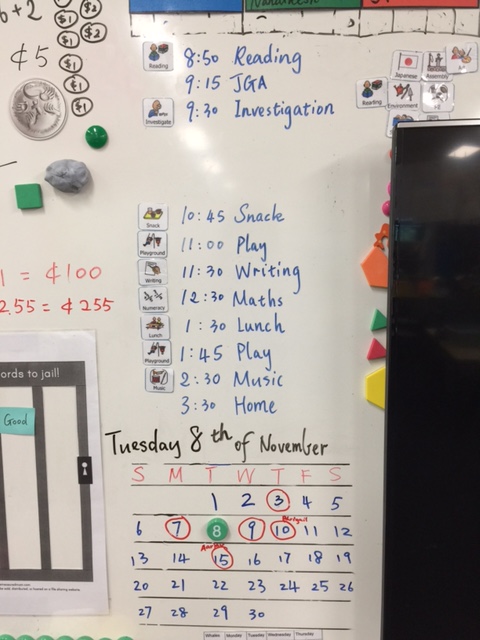 6+2
$1 $2
$1 $2
¢5
$1
$1
$1
Reading 8:50 Reading
9:15 JGA
Investigate 9:30 Investigation
Japanese Assembly
Reading Environment
Snack 10:45 Snack
Playground 11:00 Play
Writing 11:30 Writing
Numeracy 12:30 Maths
Lunch 1:30 Lunch
Playground 1:45 Play
Music 2:30 Music
3:30 Home
1 = ¢100
2.55 = ¢255
ords to jail!
Good
Tuesday 8th of November
S M T W T F S
1 2 3 4 5
6 7 8 9 10 11 12
13 14 15 16 17 18 19
20 21 22 23 24 25 26
27 28 29 30